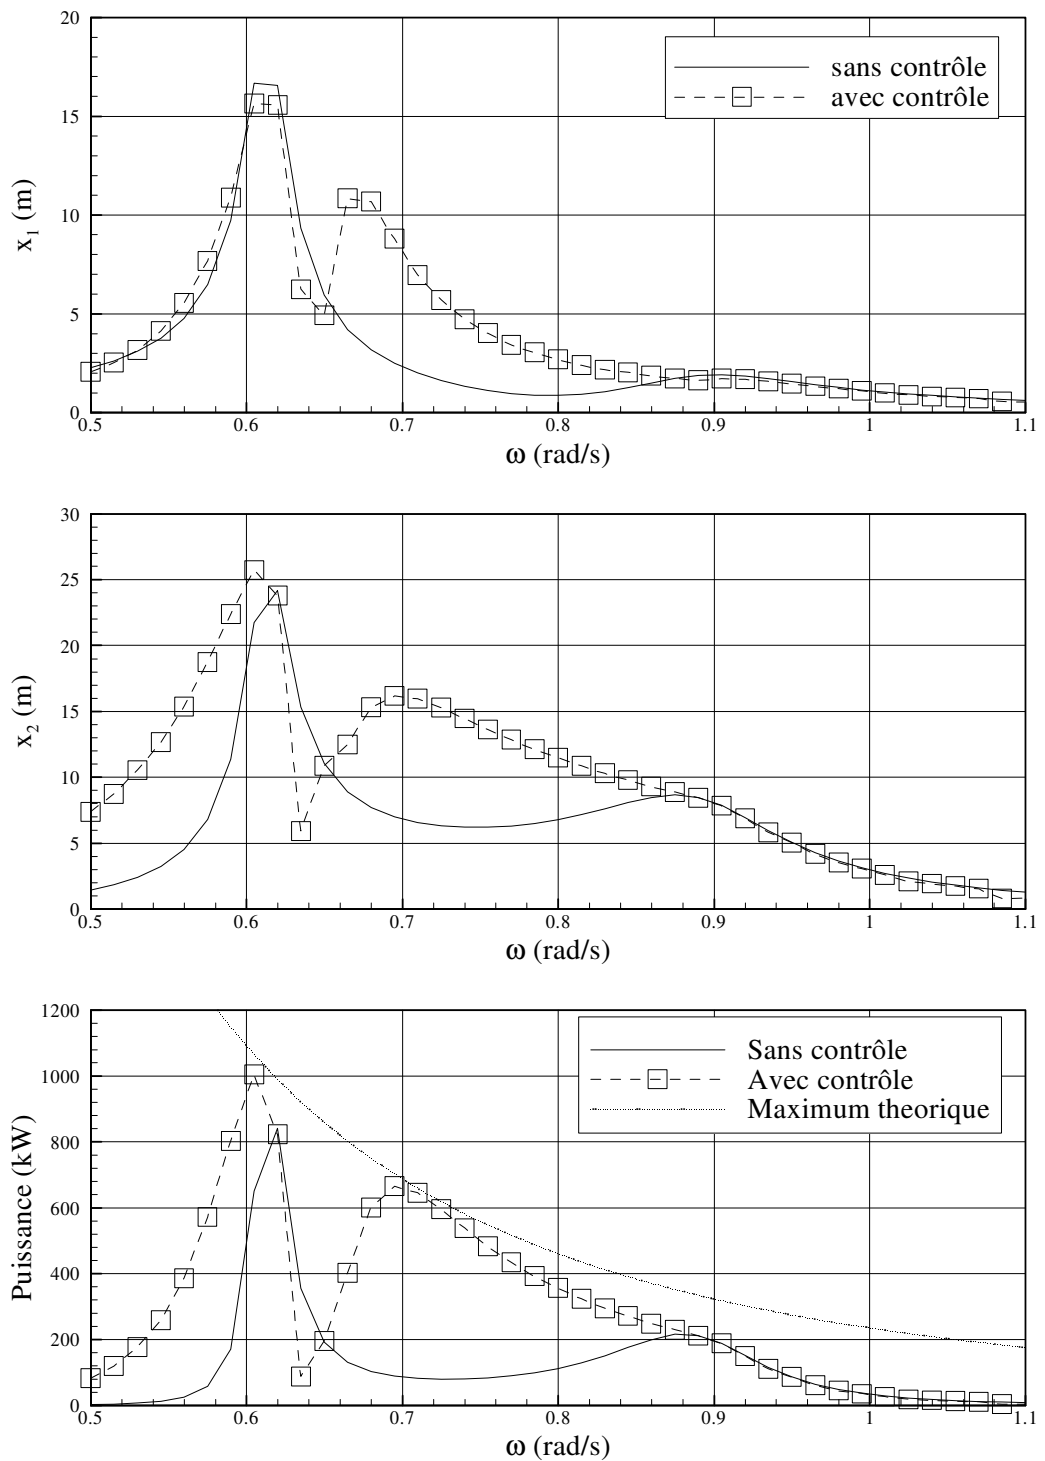 20
15
10
5
0
x1 (m)
sans contrôle
avec contrôle
0.5 0.6 0.7 0.8 0.9 1 1.1
ω (rad/s)
30
25
20
15
10
5
0
x2 (m)
0.5 0.6 0.7 0.8 0.9 1 1.1
ω (rad/s)
1200
1000
800
600
400
200
0
Puissance (kW)
Sans contrôle
Avec contrôle
Maximum theorique
0.5 0.6 0.7 0.8 0.9 1 1.1
ω (rad/s)